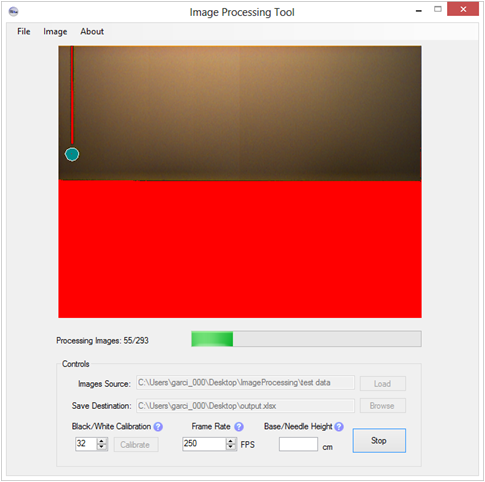 Image Processing Tool
File Image About
Processing Images: 55/293
Controls
Images Source: C:\Users\garci_000\Desktop\ImageProcessing\test data Load
Save Destination: C:\Users\garci_000\Desktop\output.xlsx Browse
Black/White Calibration ? Frame Rate ? Base/Needle Height ?
32 Calibrate 250 FPS cm Stop